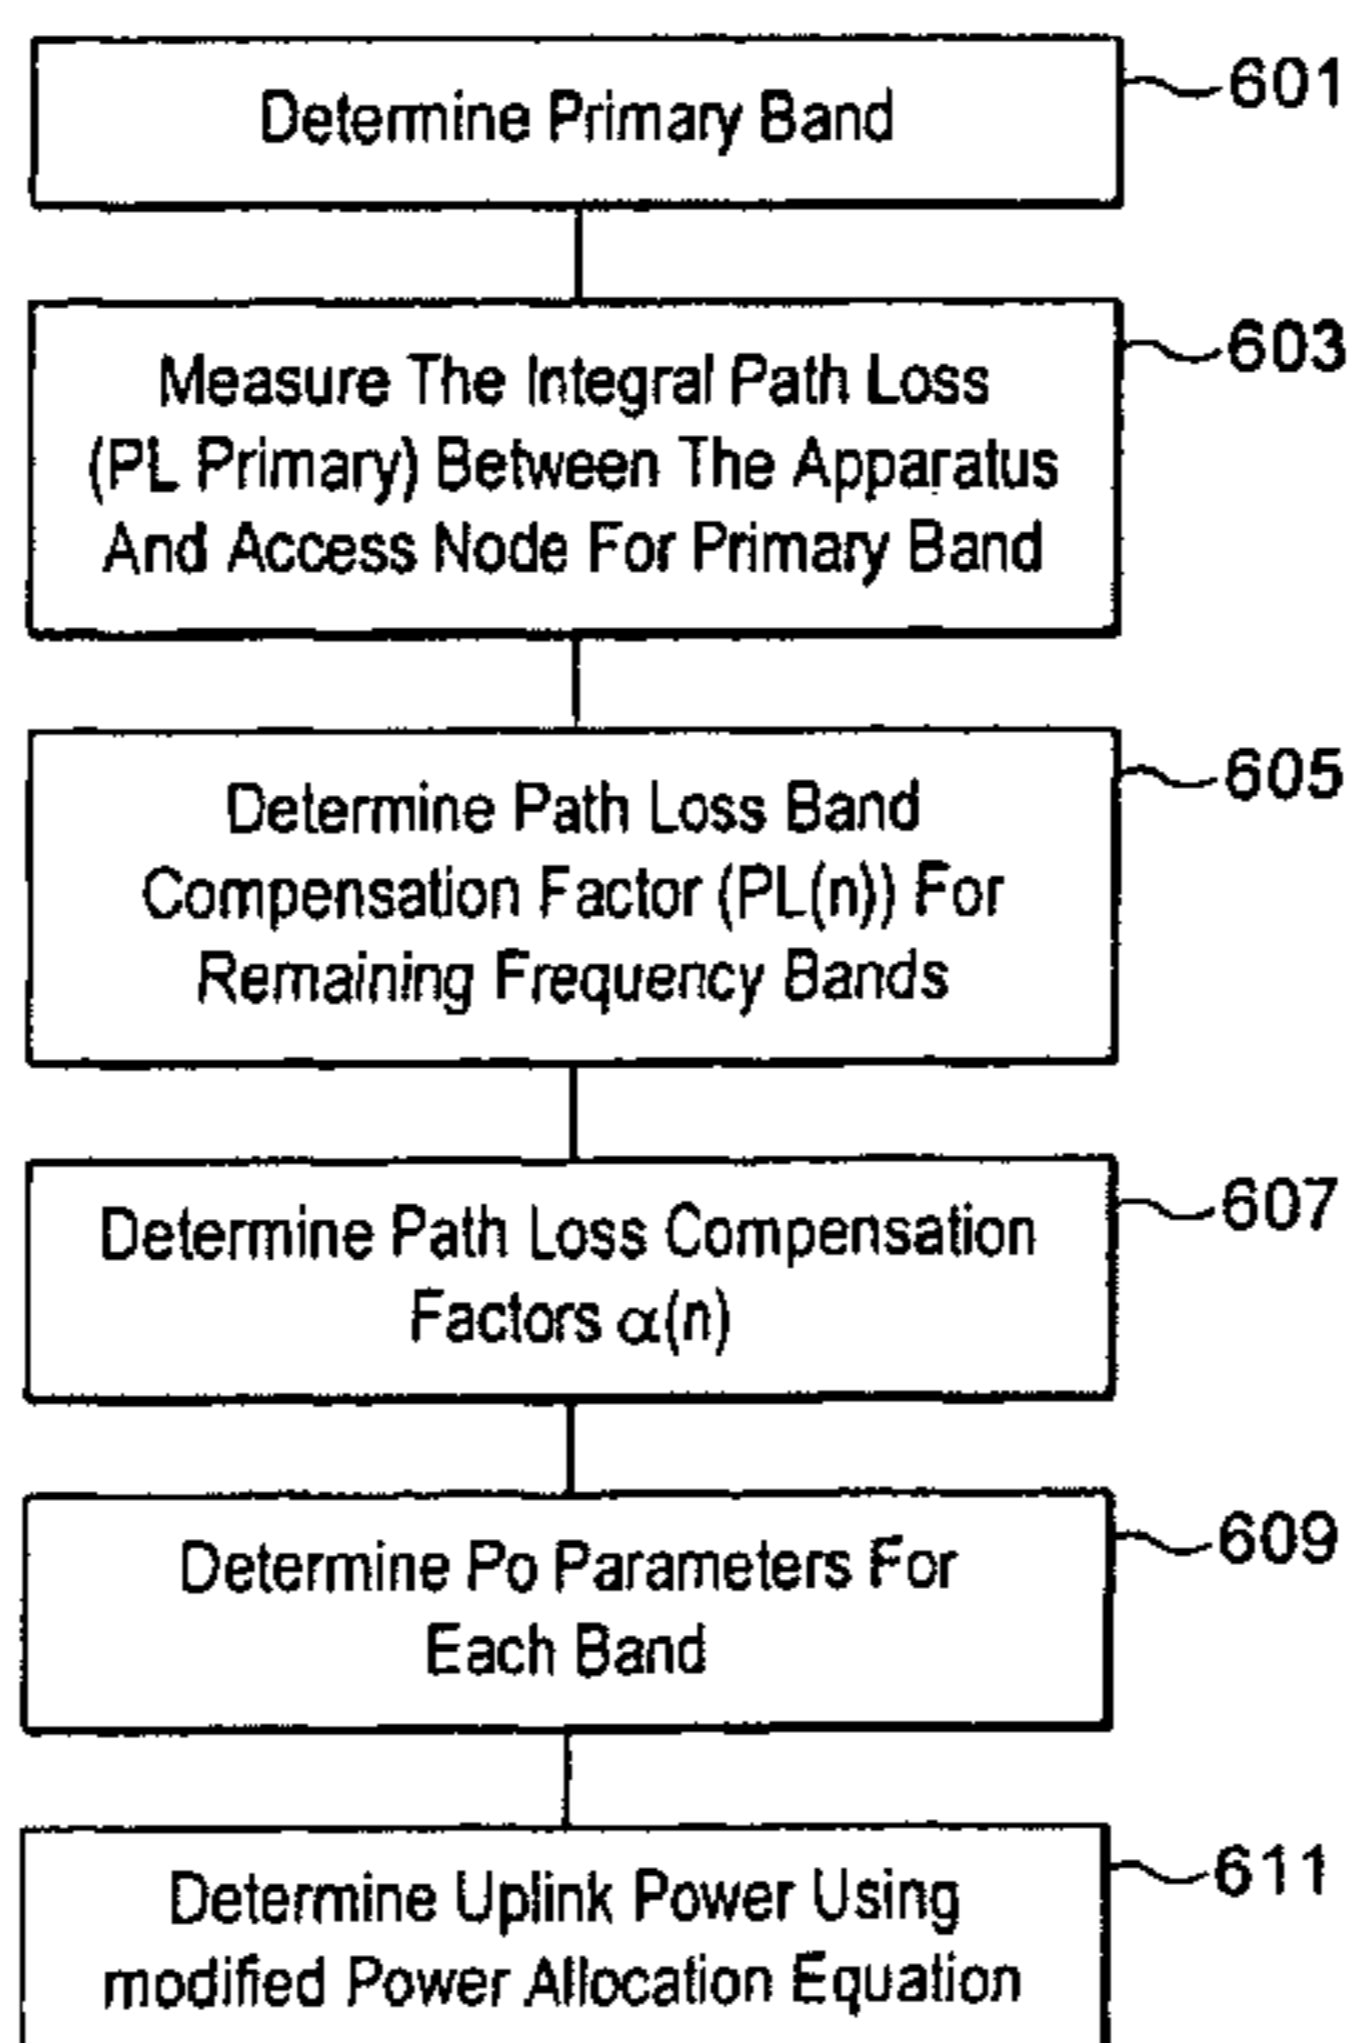 Determine Primary Band
601
Measure The Integral Path Loss
(PL Primary) Between The Apparatus
And Access Node For Primary Band
603
Determine Path Loss Band
Compensation Factor (PL(n)) For
Remaining Frequency Bands
605
Determine Path Loss Compensation
Factors α(n)
607
Determine Po Parameters For
Each Band
609
Determine Uplink Power Using
modified Power Allocation Equation
611